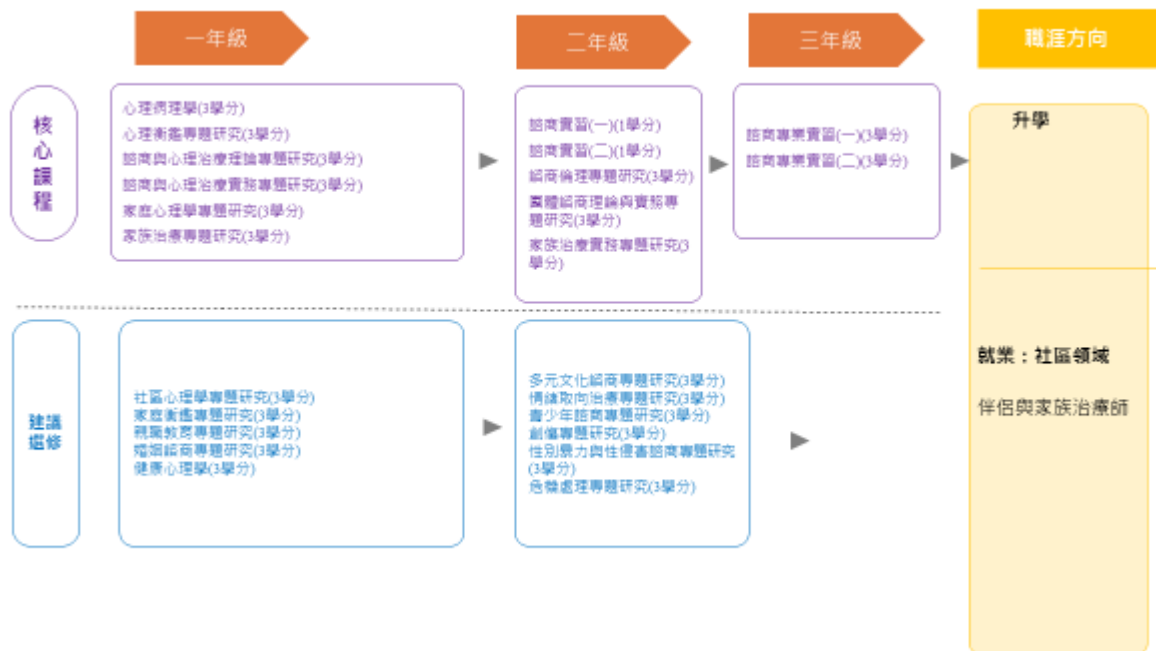 一年級
二年級
三年級
職涯方向
核
心
課
程
心理病理學(3學分)
心理衡鑑專題研究(3學分)
諮商與心理治療理論專題研究(3學分)
諮商與心理治療實務專題研究(3學分)
家庭心理學專題研究(3學分)
家族治療專題研究(3學分)
諮商實習(一)(1學分)
諮商實習(二)(1學分)
諮商倫理專題研究(3學分)
團體諮商理論與實務專
題研究(3學分)
家族治療實務專題研究(3
學分)
諮商專業實習(一)(3學分)
諮商專業實習(二)(3學分)
升學
建議
選修
社區心理學專題研究(3學分)
家庭衡鑑專題研究(3學分)
親職教育專題研究(3學分)
婚姻諮商專題研究(3學分)
健康心理學(3學分)
多元文化諮商專題研究(3學分)
情緒取向治療專題研究(3學分)
青少年諮商專題研究(3學分)
創傷專題研究(3學分)
性別暴力與性侵害諮商專題研究
(3學分)
危機處理專題研究(3學分)
就業：社區領域
伴侶與家族治療師